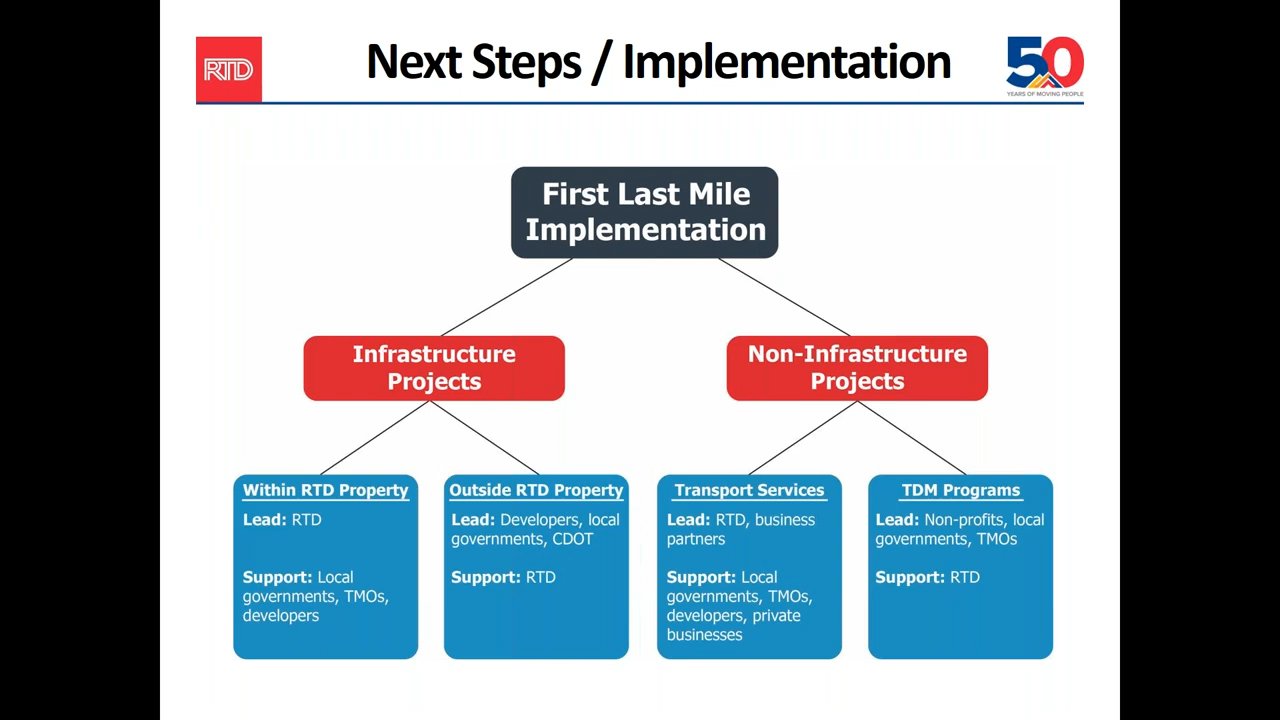 RTD
Next Steps / Implementation
50
YEARS OF MOVING PEOPLE
First Last Mile
Implementation
Infrastructure
Projects
Non-Infrastructure
Projects
Within RTD Property
Lead: RTD
Support: Local
governments, TMOs,
developers
Outside RTD Property
Lead: Developers, local
governments, CDOT
Support: RTD
Transport Services
Lead: RTD, business
partners
Support: Local
governments, TMOs,
developers, private
businesses
TDM Programs
Lead: Non-profits, local
governments, TMOs
Support: RTD